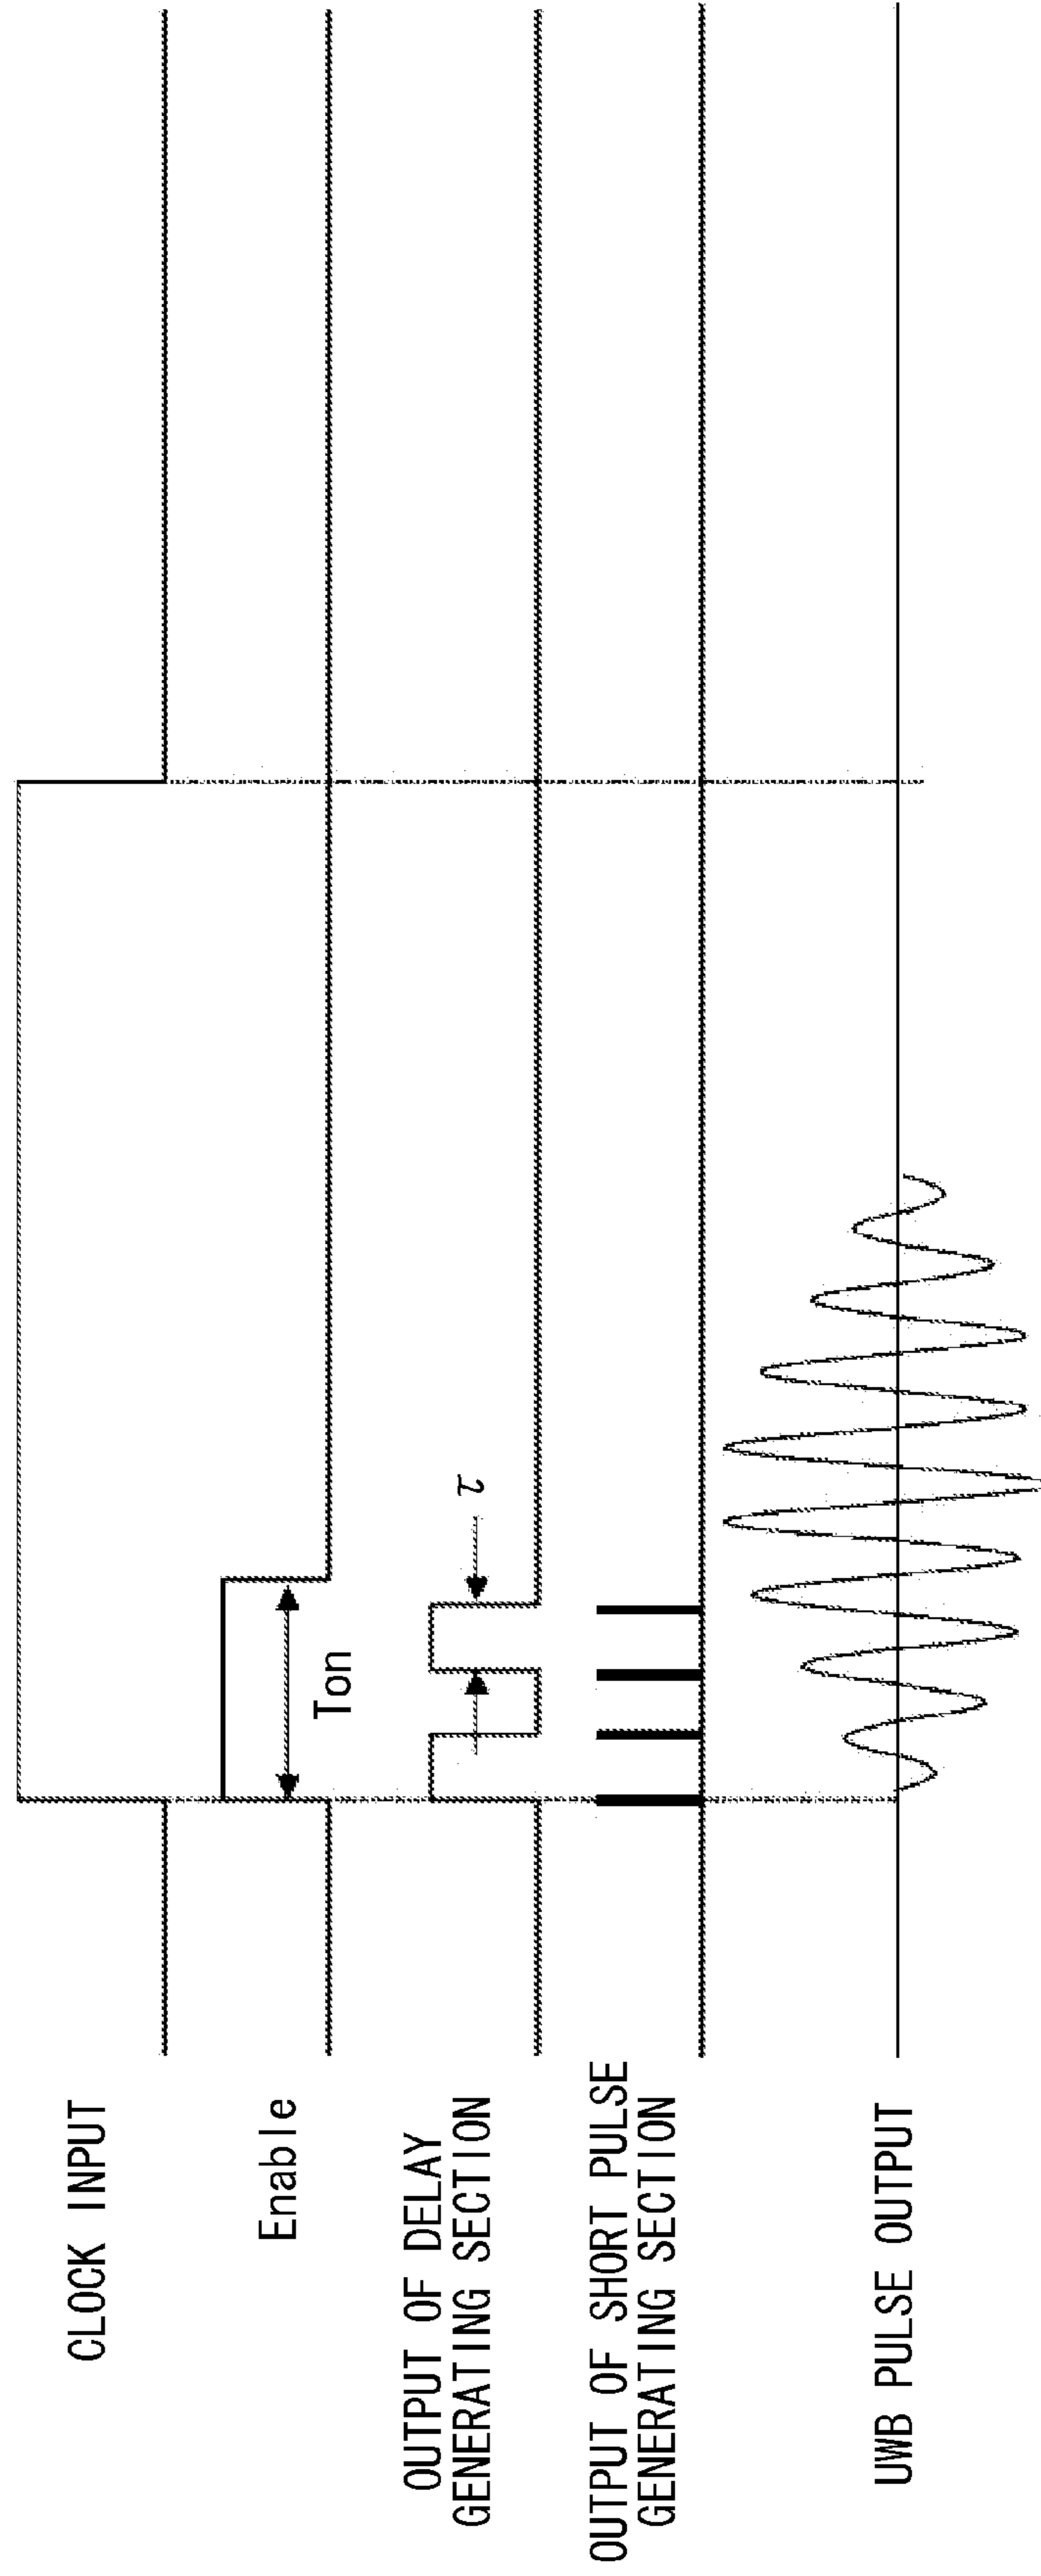 CLOCK INPUT
Enable
Ton
OUTPUT OF DELAY
GENERATING SECTION
τ
OUTPUT OF SHORT PULSE
GENERATING SECTION
UWB PULSE OUTPUT